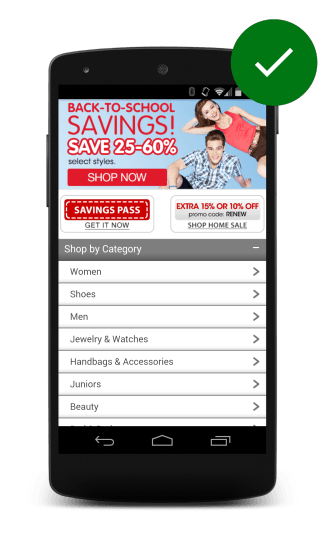 BACK-TO-SCHOOL
SAVINGS!
SAVE 25-60%
select styles.
SHOP NOW
SAVINGS PASS
GET IT NOW
EXTRA 15% OR 10% OFF
promo code: RENEW
SHOP HOME SALE
Shop by Category
Women
Shoes
Men
Jewelry & Watches
Handbags & Accessories
Juniors
Beauty